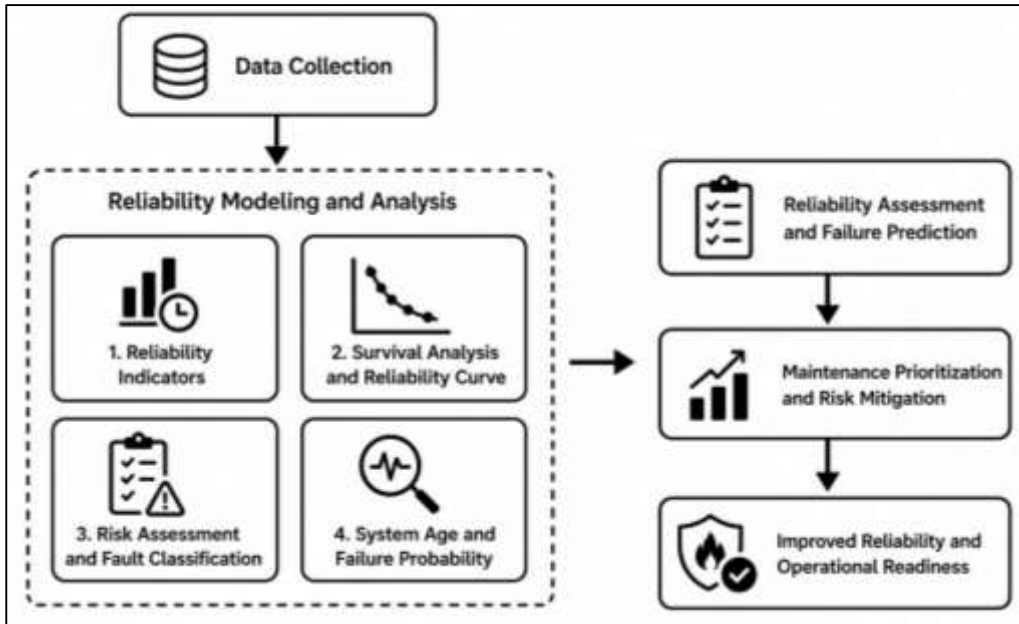 Data Collection
Reliability Modeling and Analysis
1. Reliability
Indicators
2. Survival Analysis
and Reliability Curve
3. Risk Assessment
and Fault Classification
4. System Age and
Failure Probability
Reliability Assessment
and Failure Prediction
Maintenance Prioritization
and Risk Mitigation
Improved Reliability and
Operational Readiness